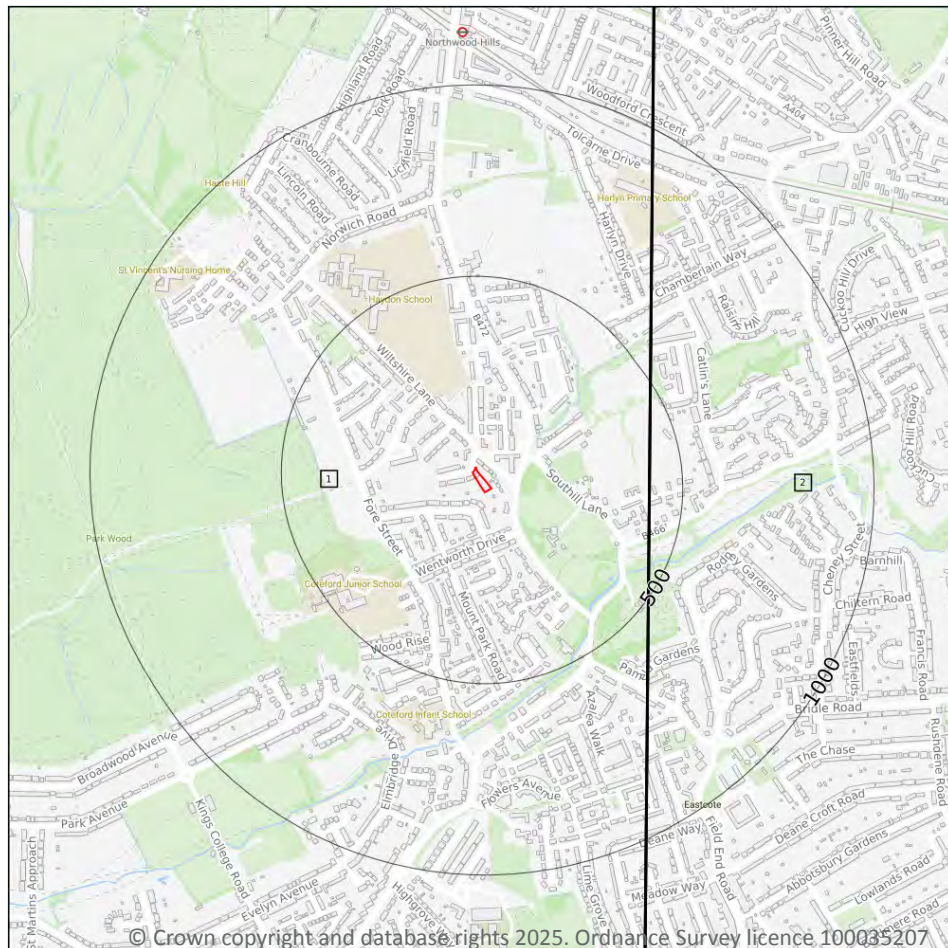 Northwood Hills
Pinner Hill Road
Highland Road
York Road
Woodford Crescent
A404
Lichfield Road
Tolcarne Drive
Cranbourne Road
Haste Hill
Lincoln Road
Harlyn Primary School
Norwich Road
Harlyn Drive
St Vincent's Nursing Home
Chamberlain Way
Cuckoo Hill Drive
Haydon School
Raisins Hill
High View
B472
Wiltshire Lane
Catlin's Lane
Cuckoo Hill Road
1
2
Southill Lane
Fore Street
B466
Park Wood
Wentworth Drive
Rodney Gardens
Cheney Street
Barnhill
Coteford Junior School
500
Chiltern Road
Mount Park Road
Wood Rise
Eastfields
Francis Road
Azalea Walk
1000
Bridle Road
Rushdene Road
Coteford Infant School
Broadwood Avenue
Elmbridge Drive
The Chase
Flowers Avenue
Eastcote
Park Avenue
Kings College Road
Deane Way
Deane Croft Road
Field End Road
St Martins Approach
Abbotsbury Gardens
Lime Grove
Meadow Way
Lowlands Road
Evelyn Avenue
Highgrove Way
© Crown copyright and database rights 2025. Ordnance Survey licence 100035207